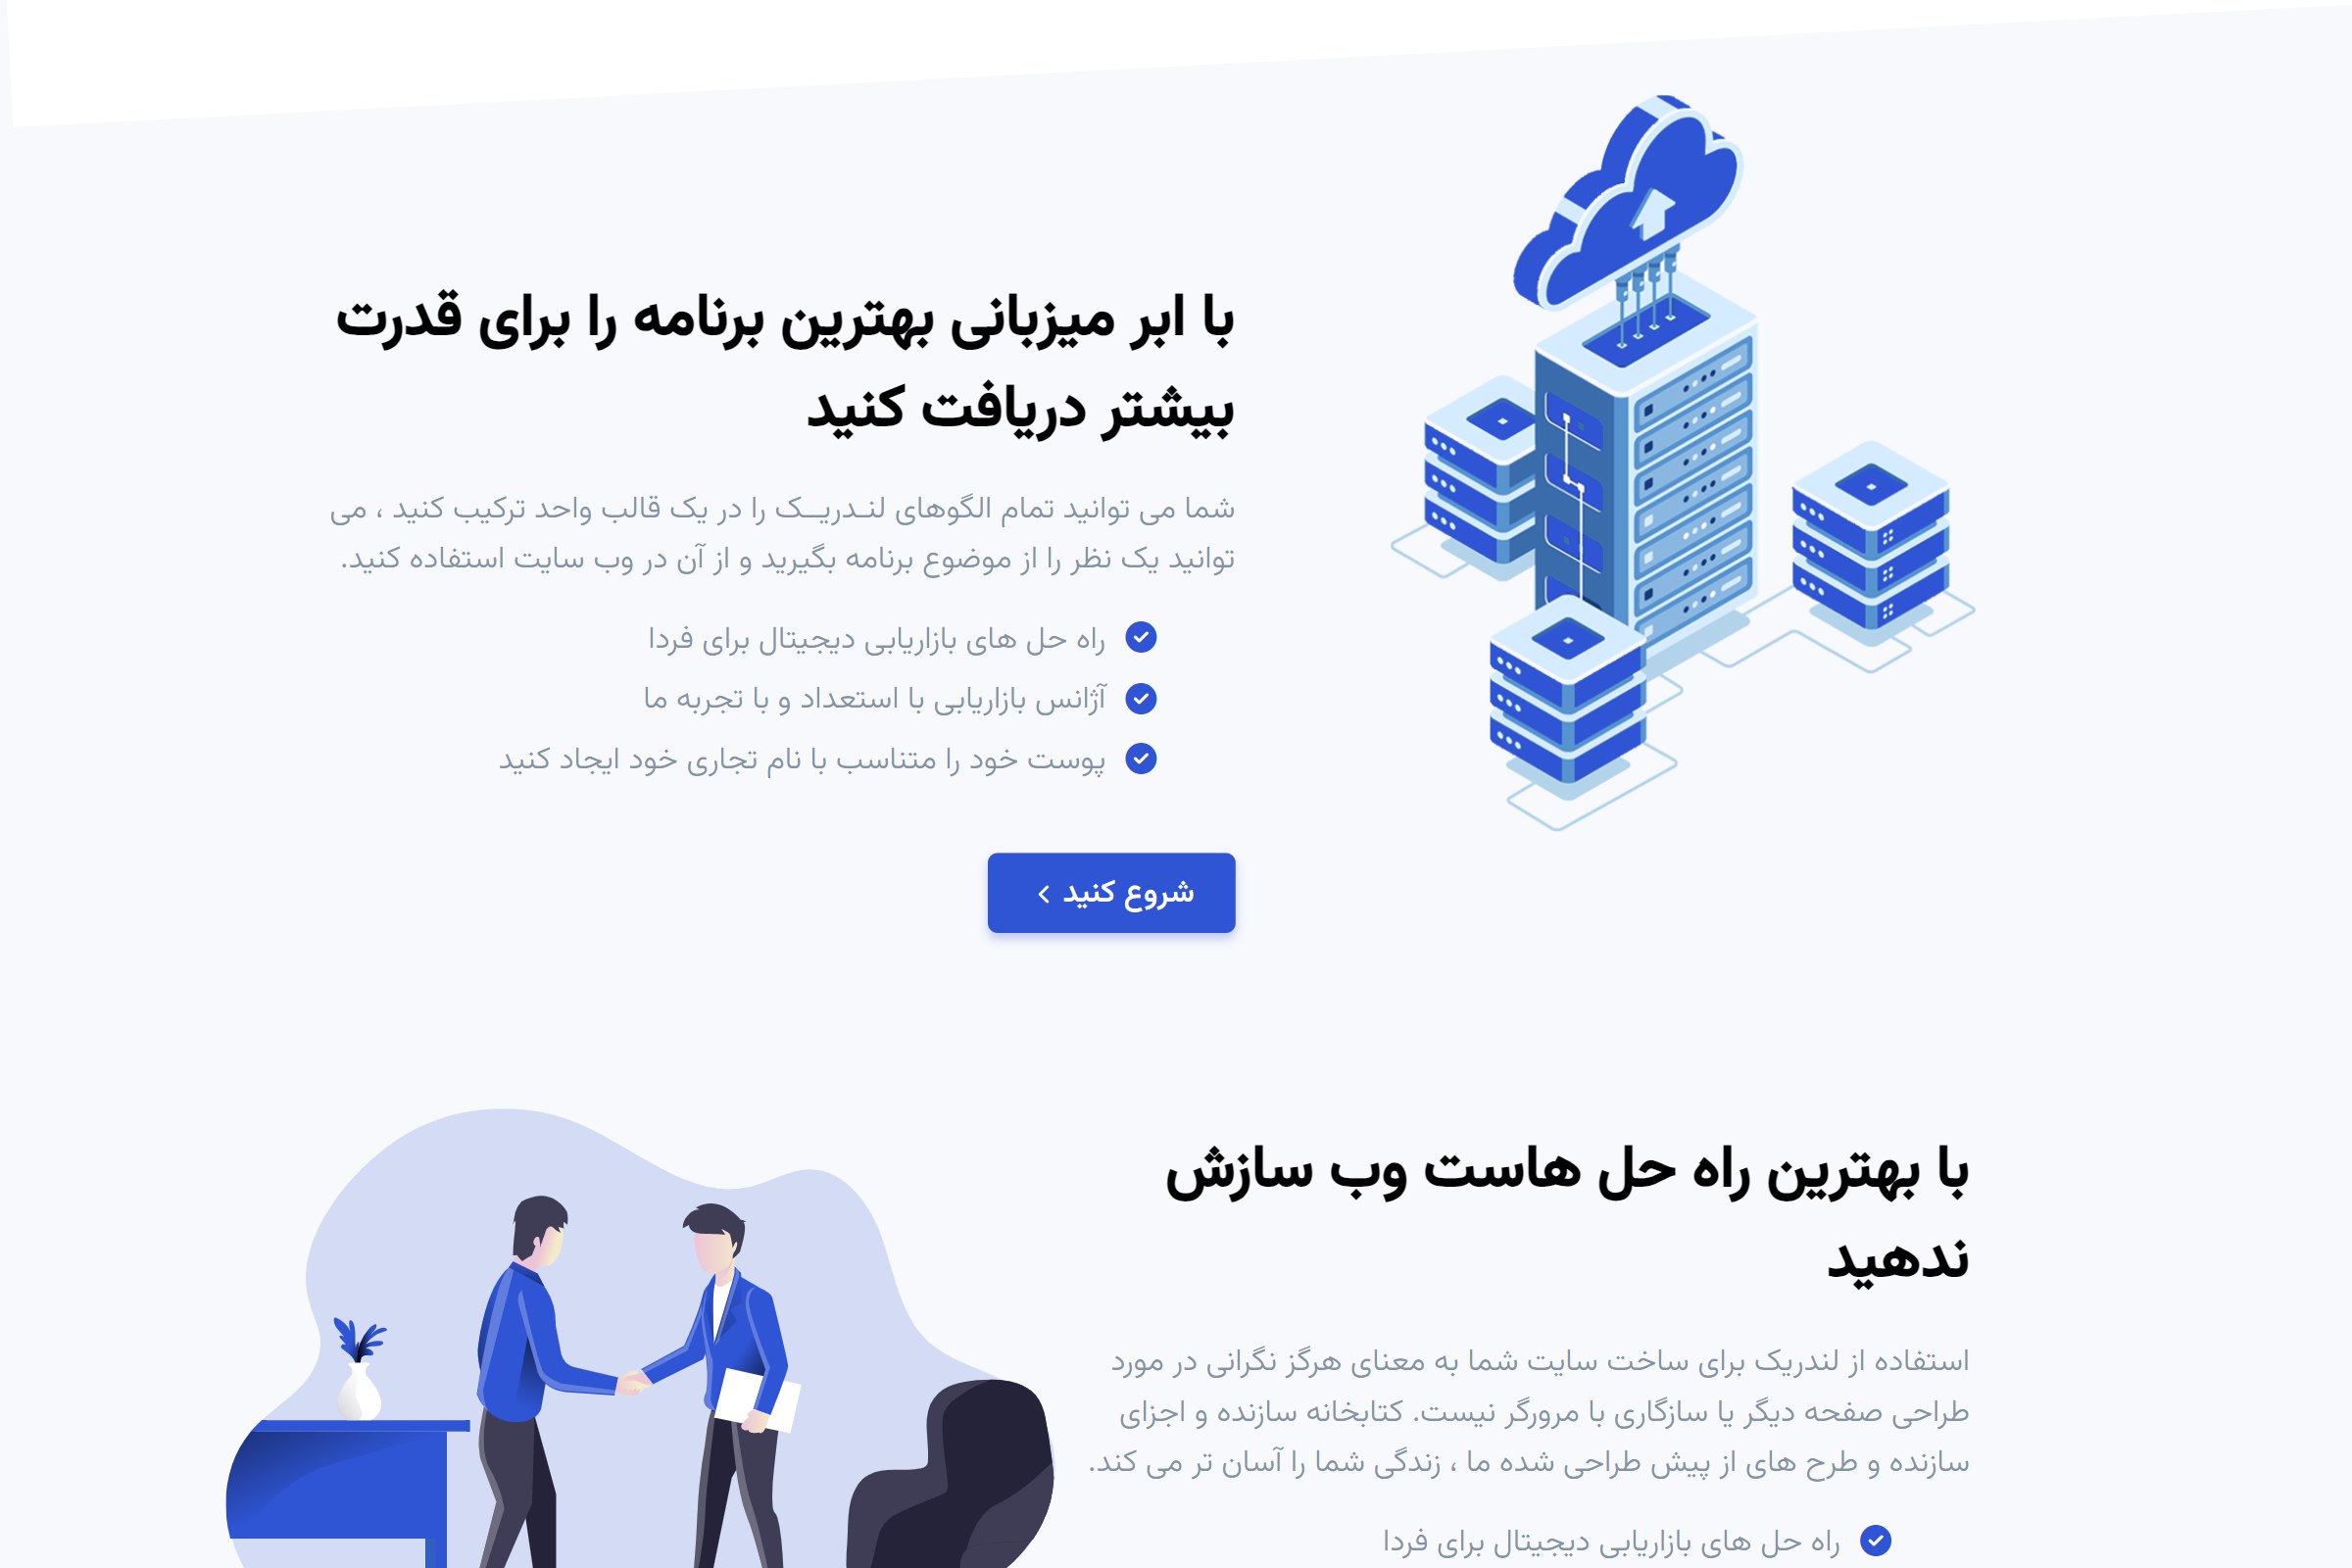 با ابر میزبانی بهترین برنامه را برای قدرت
بیشتر دریافت کنید
شما می توانید تمام الگوهای لنـدریــک را در یک قالب واحد ترکیب کنید ، می
توانید یک نظر را از موضوع برنامه بگیرید و از آن در وب سایت استفاده کنید.
راه حل های بازاریابی دیجیتال برای فردا
آژانس بازاریابی با استعداد و با تجربه ما
پوست خود را متناسب با نام تجاری خود ایجاد کنید
شروع کنید
با بهترین راه حل هاست وب سازش
ندهید
استفاده از لندریک برای ساخت سایت شما به معنای هرگز نگرانی در مورد
طراحی صفحه دیگر یا سازگاری با مرورگر نیست. کتابخانه سازنده و اجزای
سازنده و طرح های از پیش طراحی شده ما ، زندگی شما را آسان تر می کند.
راه حل های بازاریابی دیجیتال برای فردا